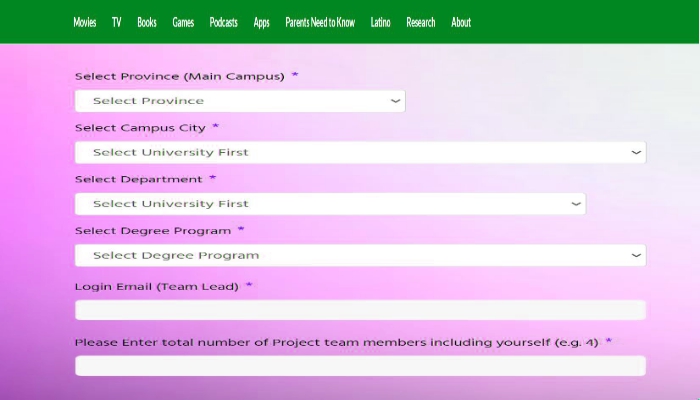 Movies TV Books Games Podcasts Apps Parents Need to Know Latino Research About
Select Province (Main Campus) *
Select Province
Select Campus City *
Select University First
Select Department *
Select University First
Select Degree Program *
Select Degree Program
Login Email (Team Lead) *
Please Enter total number of Project team members including yourself (e.g. 4) *